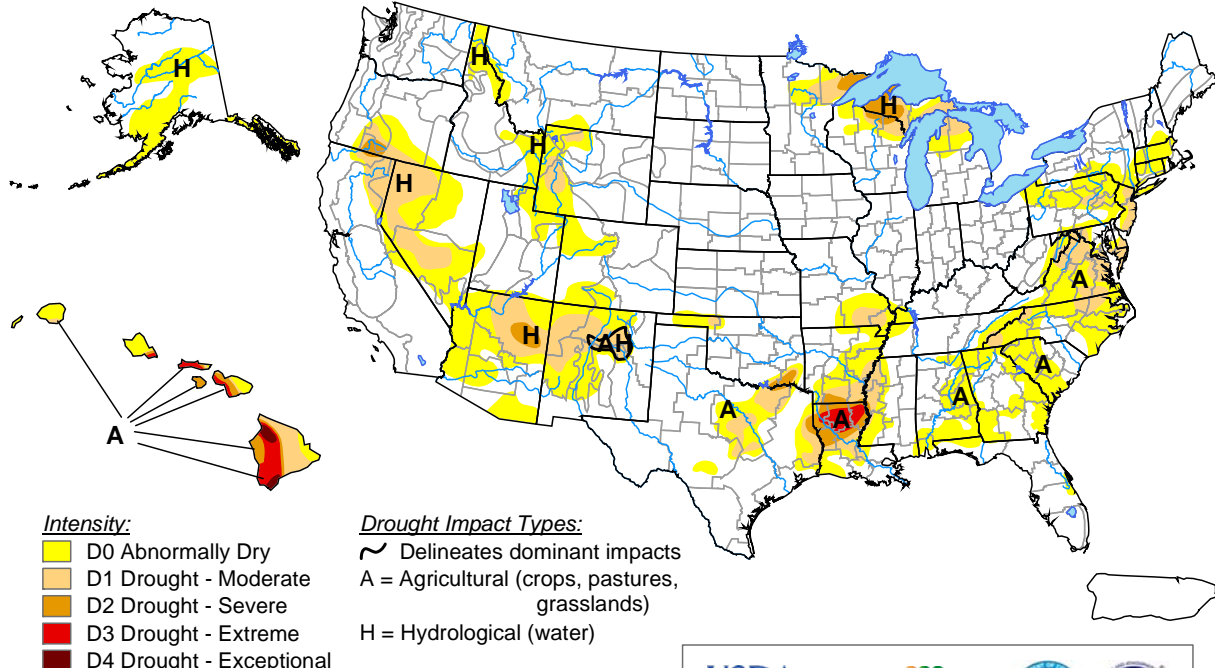 H
H
H
H
H
H
AH
A
A
A
A
A
A
Intensity:
D0 Abnormally Dry
D1 Drought - Moderate
D2 Drought - Severe
D3 Drought - Extreme
D4 Drought - Exceptional
Drought Impact Types:
Delineates dominant impacts
A = Agricultural (crops, pastures,
grasslands)
H = Hydrological (water)
USDA